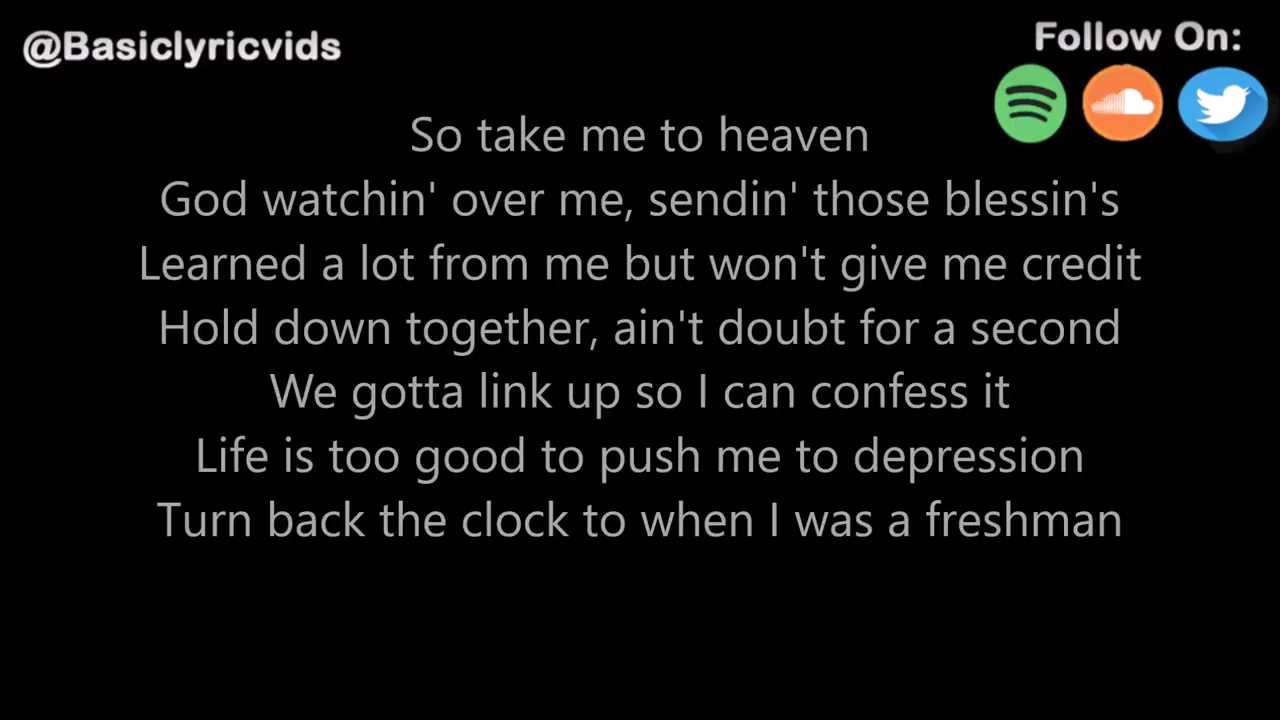 @Basiclyricvids
Follow On:
So take me to heaven
God watchin' over me, sendin' those blessin's
Learned a lot from me but won't give me credit
Hold down together, ain't doubt for a second
We gotta link up so I can confess it
Life is too good to push me to depression
Turn back the clock to when I was a freshman